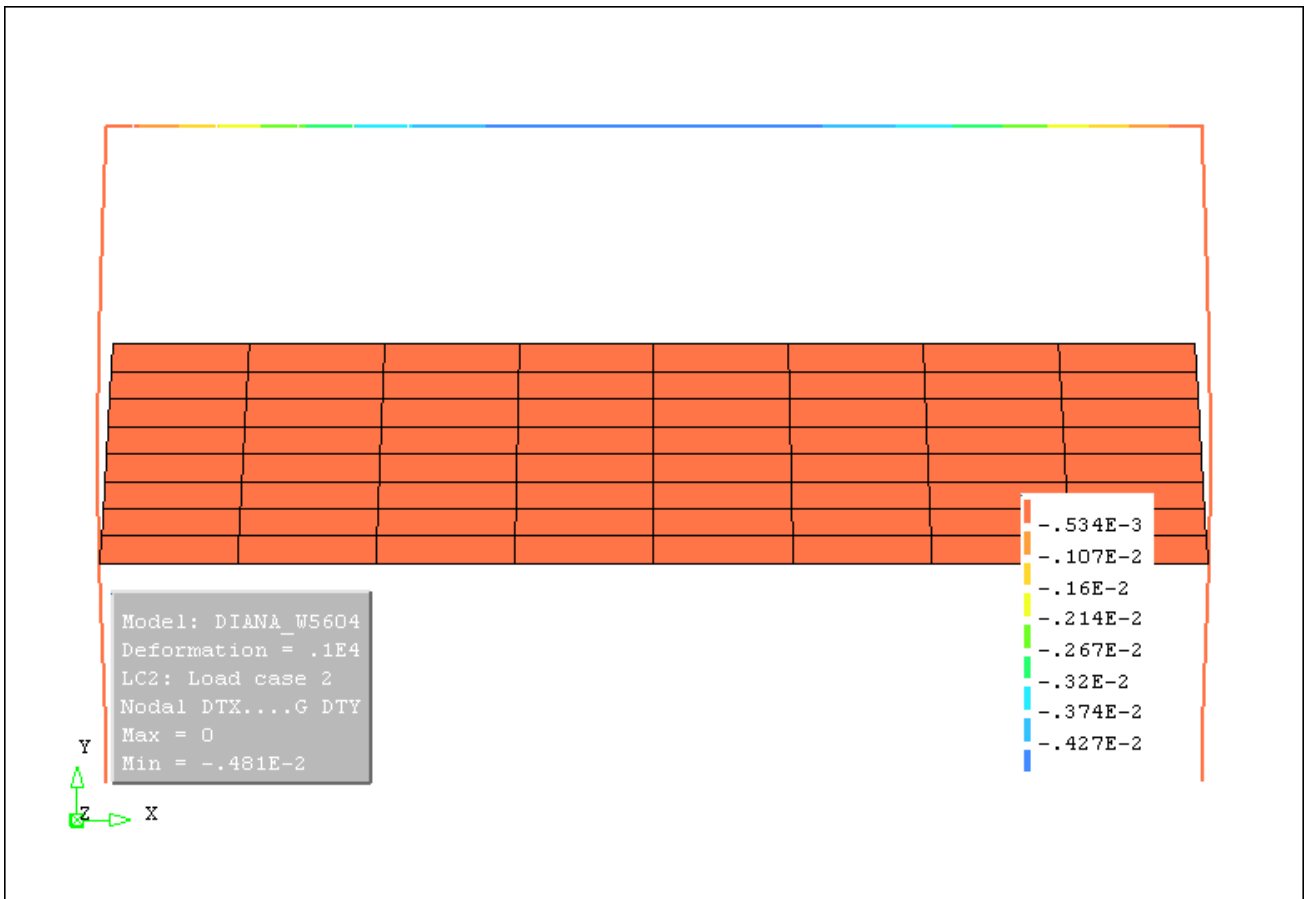 -.534E-3
-.107E-2
-.16E-2
-.214E-2
-.267E-2
-.32E-2
-.374E-2
-.427E-2
Model: DIANA_W5604
Deformation = .1E4
LC2: Load case 2
Nodal DTX....G DTY
Max = 0
Min = -.481E-2
Y
Z X